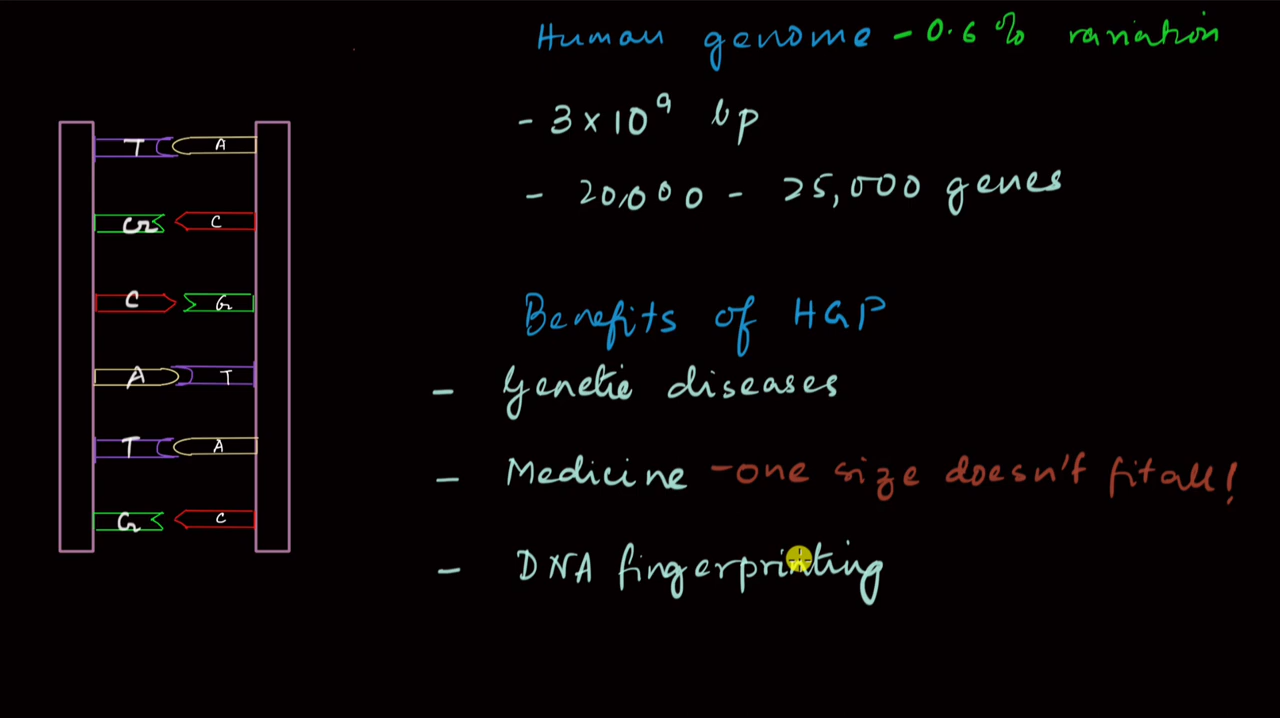 Human genome - 0.6% variation
- 3 × 10⁹ bp
- 20,000 - 25,000 genes
T A
G C
C G
A T
T A
G C
Benefits of HGP
- Genetic diseases
- Medicine - one size doesn't fit all!
- DNA fingerprinting